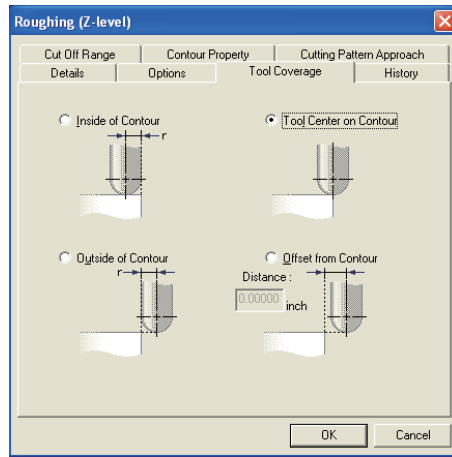 Roughing (Z-level)
Cut Off Range Contour Property Cutting Pattern Approach
Details Options Tool Coverage History
Inside of Contour Tool Center on Contour
r
Outside of Contour Offset from Contour
r Distance :
0.00000 inch
OK Cancel